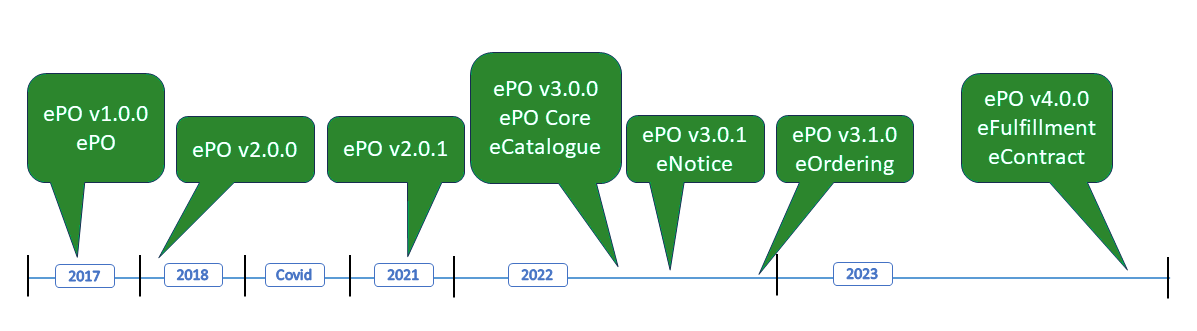 ePO v1.0.0
ePO
ePO v2.0.0
ePO v2.0.1
ePO v3.0.0
ePO Core
eCatalogue
ePO v3.0.1
eNotice
ePO v3.1.0
eOrdering
ePO v4.0.0
eFulfillment
eContract
2017
2018
Covid
2021
2022
2023